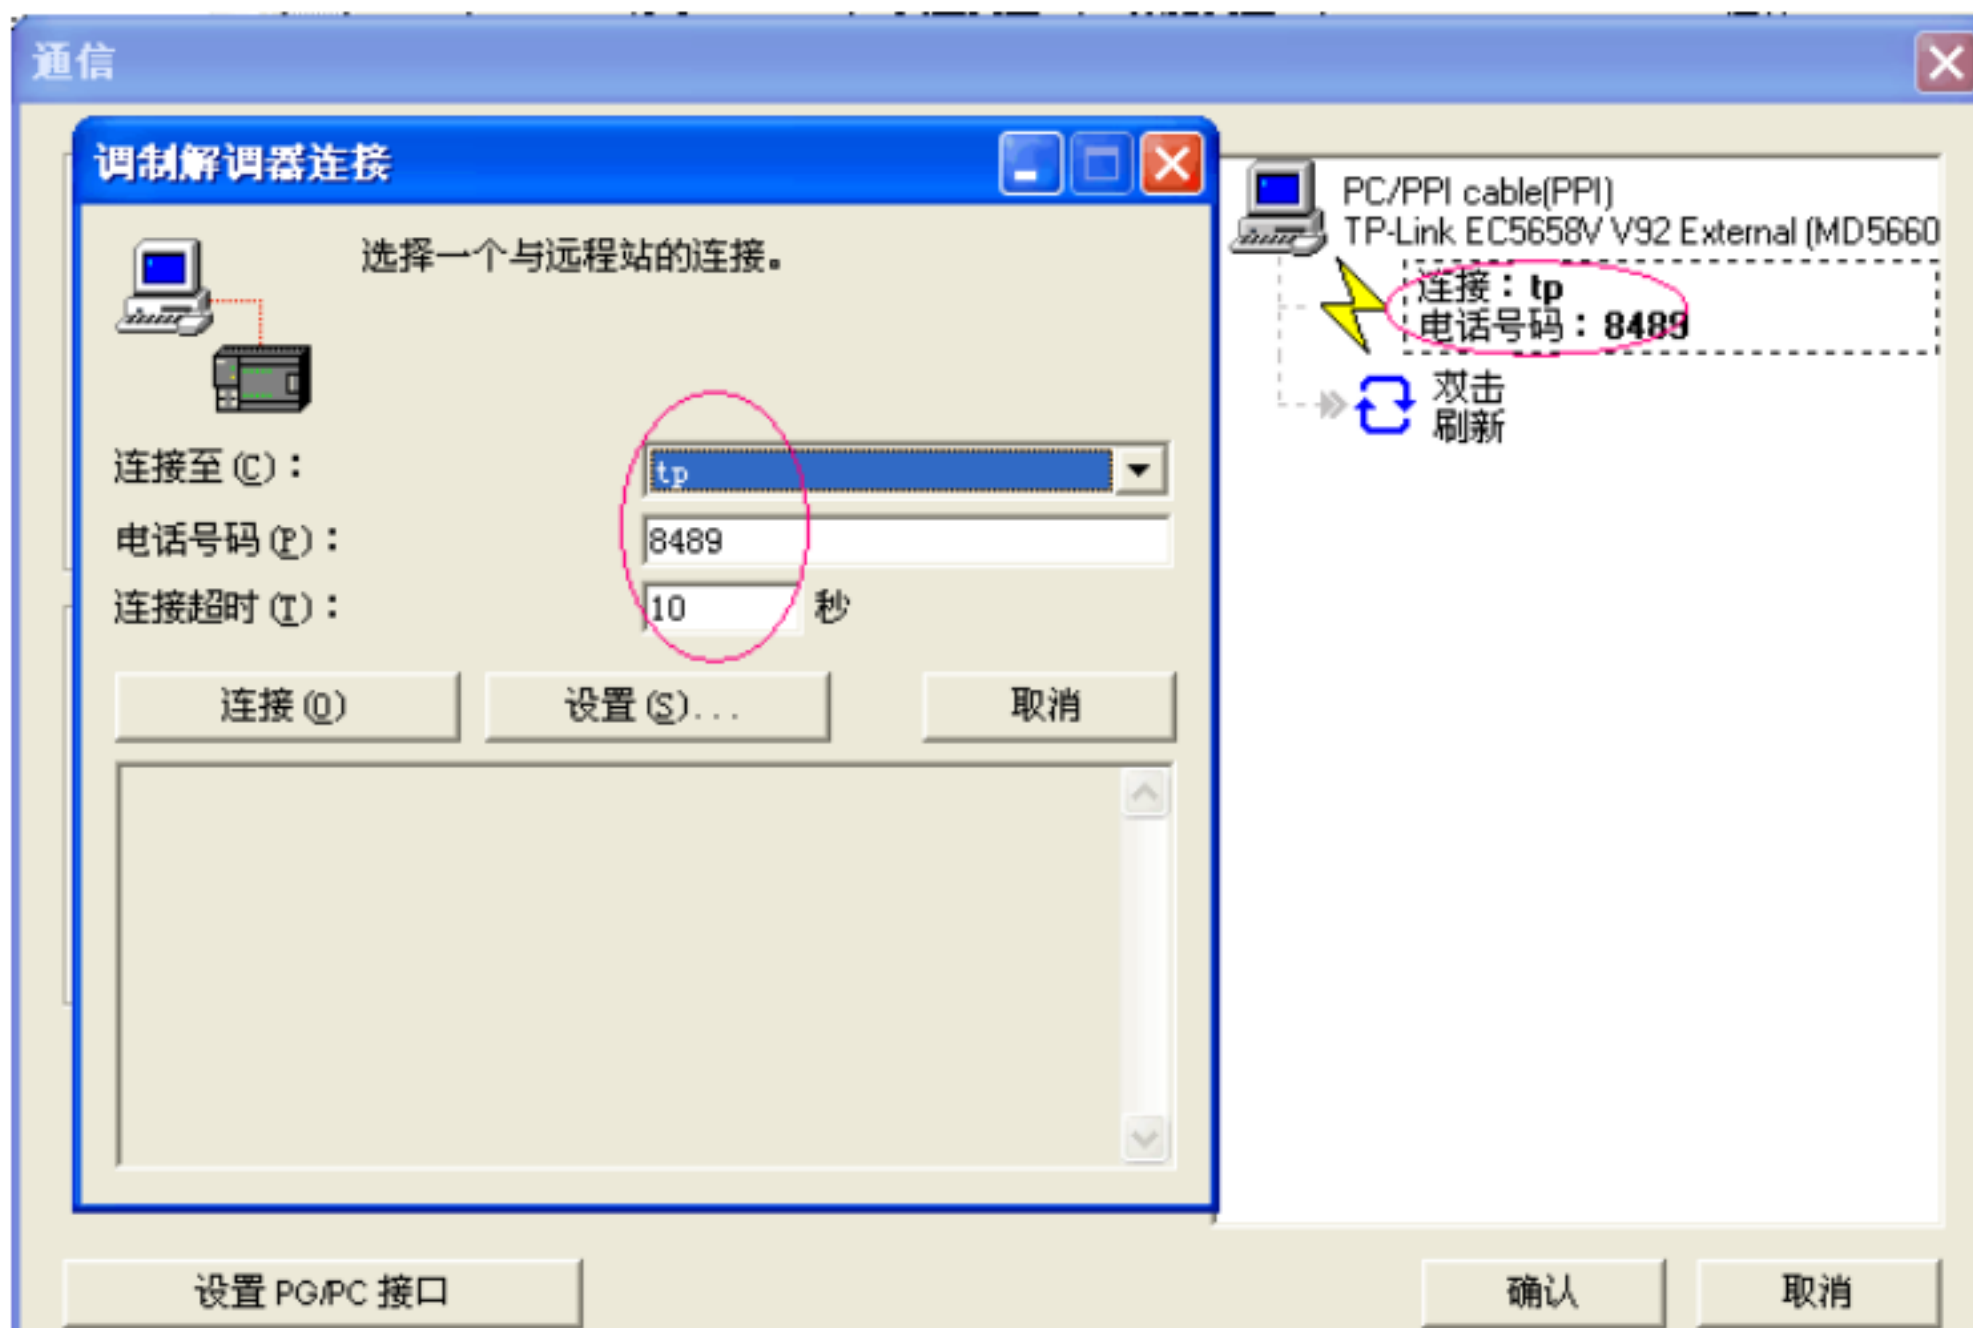 通信
调制解调器连接
选择一个与远程站的连接。
连接至(C)：
tp
电话号码(P)：
8489
连接超时(T)：
10
秒
连接(O)
设置(S)...
取消
PC/PPI cable(PPI)
TP-Link EC5658V V92 External (MD5660
连接：tp
电话号码：8489
双击
刷新
设置 PG/PC 接口
确认
取消